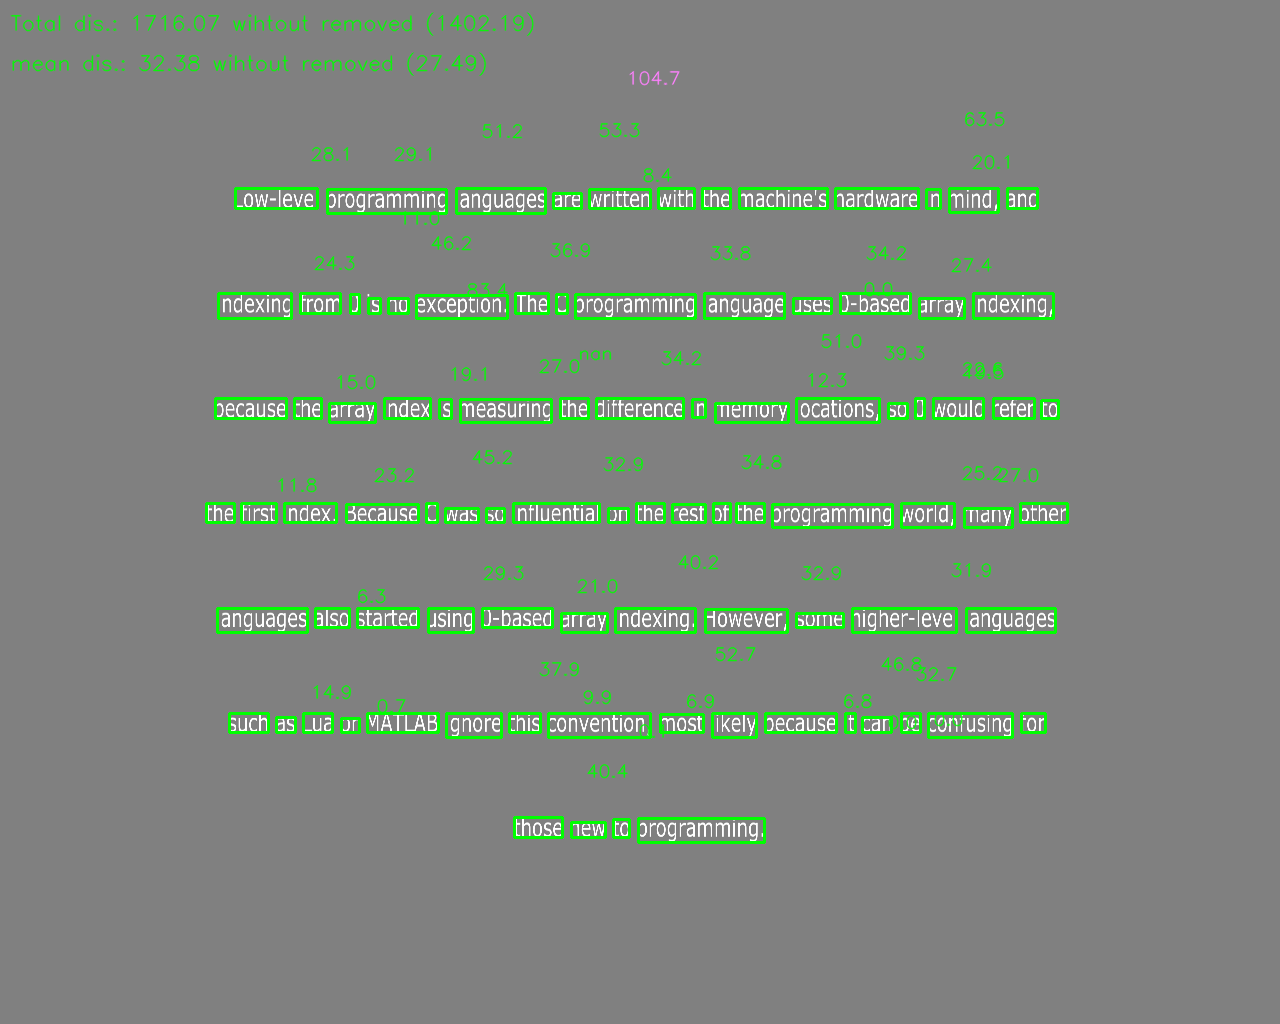 Total dis.: 1716.07 wihtout removed (1402.19)
mean dis.: 32.38 wihtout removed (27.49)
104.7
51.2 53.3 63.5
28.1 29.1 8.4 20.1
Low-level programming languages are written with the machine's hardware in mind, and
11.0
24.3 46.2 36.9 33.8 34.2 27.4
83.4 0.0
indexing from 0 is no exception. The C programming language uses 0-based array indexing,
nan 51.0
15.0 19.1 27.0 34.2 12.3 39.3
because the array index is measuring the difference in memory locations, so 0 would refer to
11.8 23.2 45.2 32.9 34.8 25.2 27.0
the first index. Because C was so influential on the rest of the programming world, many other
6.3 29.3 21.0 40.2 32.9 31.9
languages also started using 0-based array indexing. However, some higher-level languages
14.9 0.7 37.9 9.9 52.7 6.9 6.8 46.8 32.7
such as Lua or MATLAB ignore this convention, most likely because it can be confusing for
40.4
those new to programming.